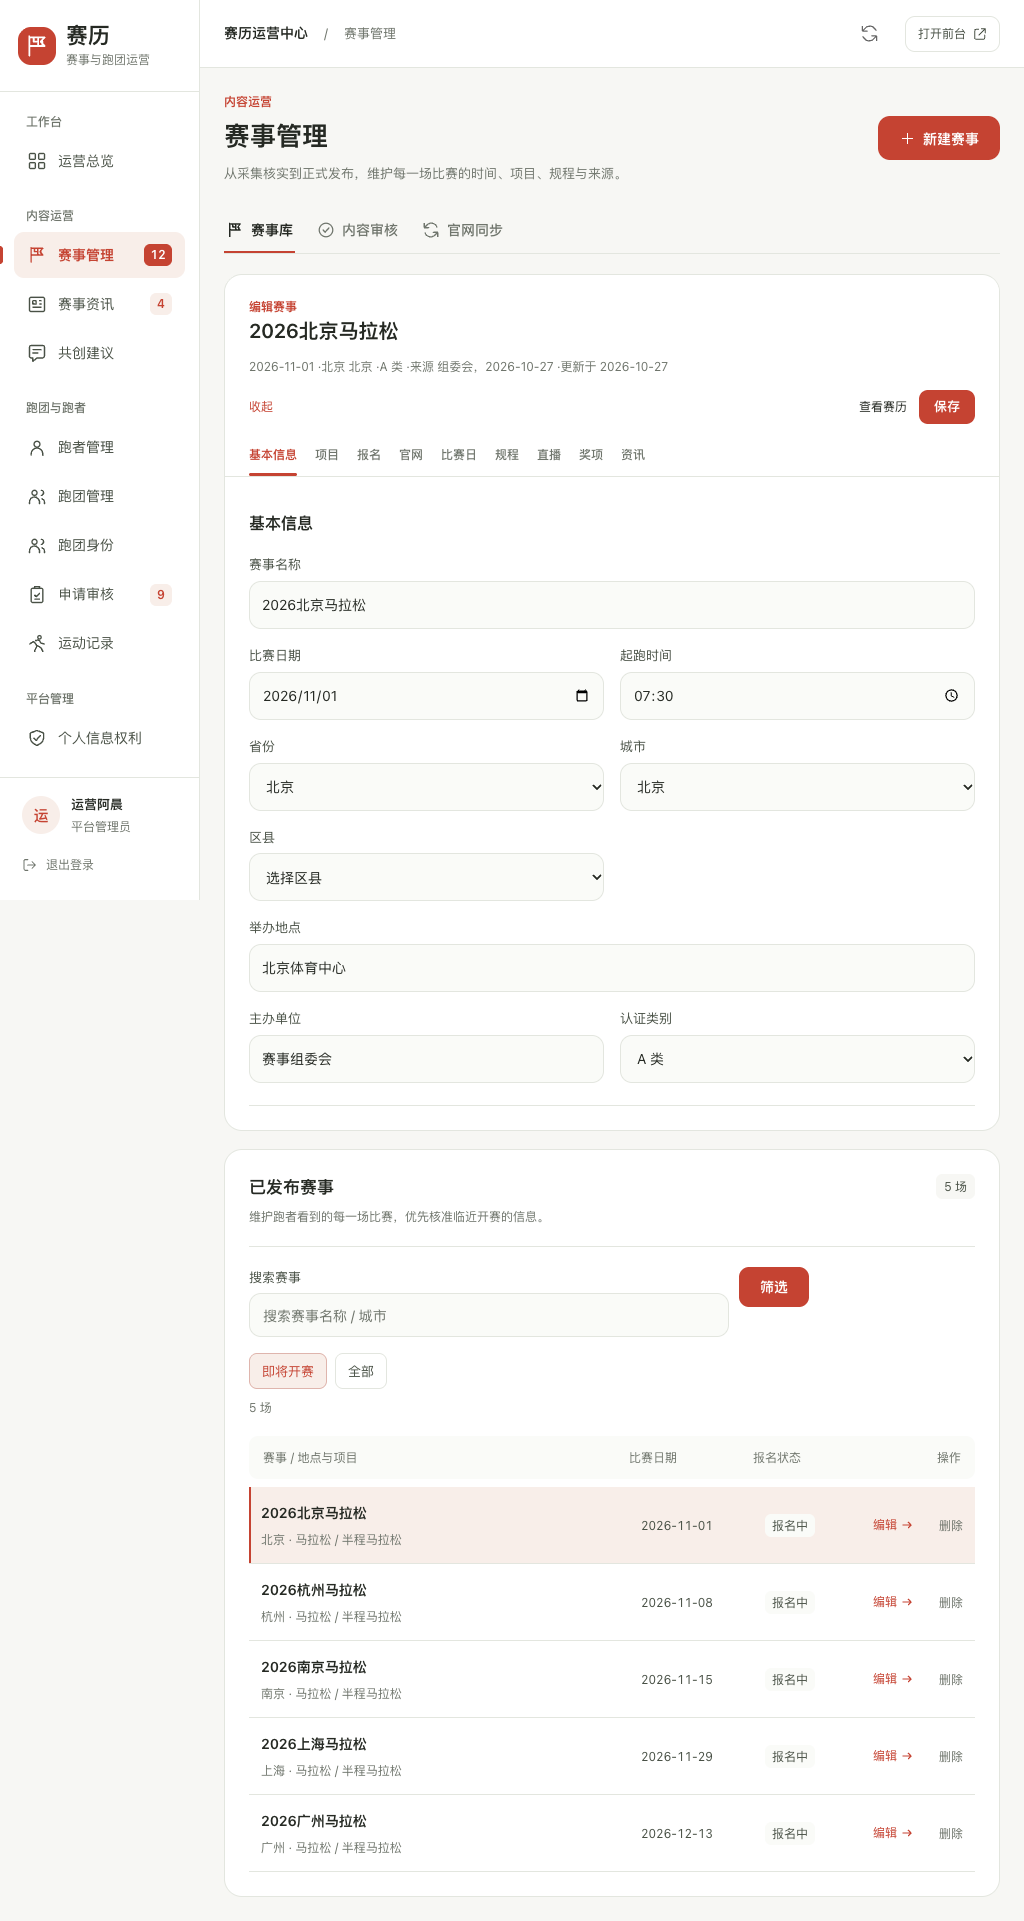 赛历
赛事与跑团运营
工作台
运营总览
内容运营
赛事管理 12
赛事资讯 4
共创建议
跑团与跑者
跑者管理
跑团管理
跑团身份
申请审核 9
运动记录
平台管理
个人信息权利
运 运营阿晨
平台管理员
退出登录
赛历运营中心 / 赛事管理
打开前台
内容运营
赛事管理
新建赛事
从采集核实到正式发布，维护每一场比赛的时间、项目、规程与来源。
赛事库 内容审核 官网同步
编辑赛事
2026北京马拉松
2026-11-01 ·北京 北京 ·A 类 ·来源 组委会，2026-10-27 ·更新于 2026-10-27
收起 查看赛历 保存
基本信息 项目 报名 官网 比赛日 规程 直播 奖项 资讯
基本信息
赛事名称
2026北京马拉松
比赛日期 起跑时间
2026/11/01 07:30
省份 城市
北京 北京
区县
选择区县
举办地点
北京体育中心
主办单位 认证类别
赛事组委会 A 类
已发布赛事 5 场
维护跑者看到的每一场比赛，优先核准临近开赛的信息。
搜索赛事
搜索赛事名称 / 城市 筛选
即将开赛 全部
5 场
赛事 / 地点与项目 比赛日期 报名状态 操作
2026北京马拉松
北京 · 马拉松 / 半程马拉松 2026-11-01 报名中 编辑 → 删除
2026杭州马拉松
杭州 · 马拉松 / 半程马拉松 2026-11-08 报名中 编辑 → 删除
2026南京马拉松
南京 · 马拉松 / 半程马拉松 2026-11-15 报名中 编辑 → 删除
2026上海马拉松
上海 · 马拉松 / 半程马拉松 2026-11-29 报名中 编辑 → 删除
2026广州马拉松
广州 · 马拉松 / 半程马拉松 2026-12-13 报名中 编辑 → 删除